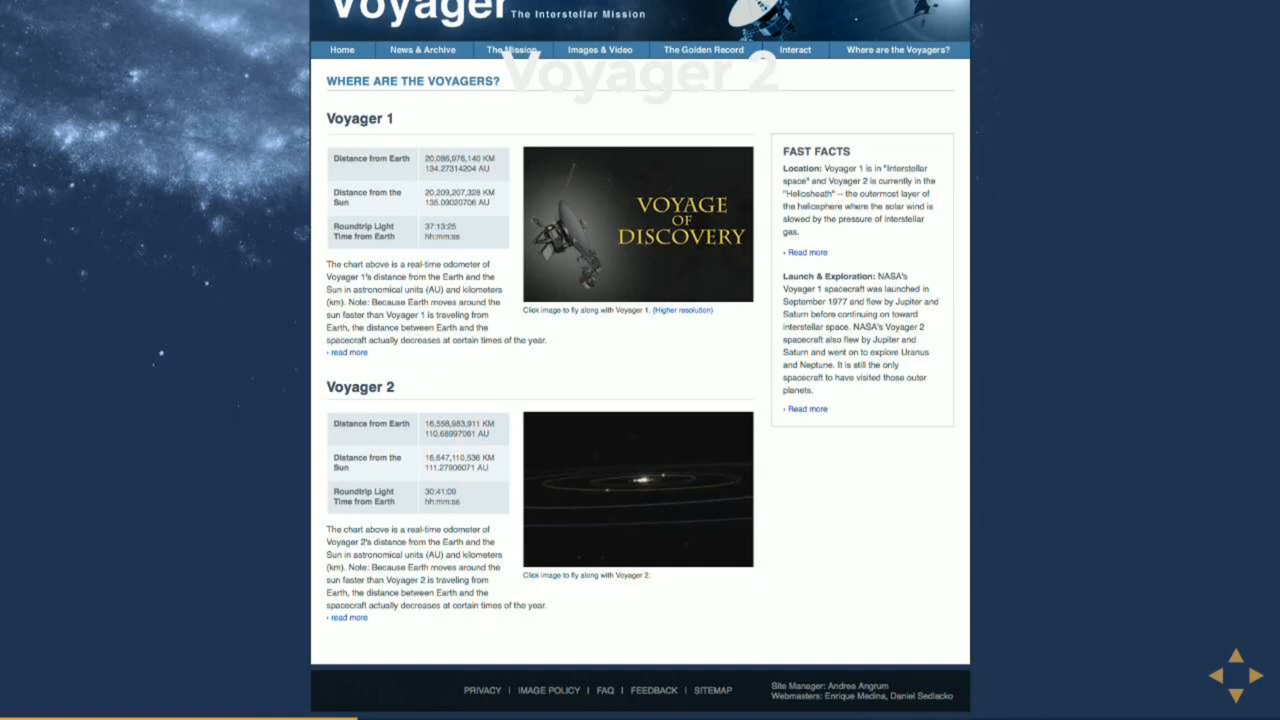 Voyager The Interstellar Mission
Home News & Archive The Mission Images & Video The Golden Record Interact Where are the Voyagers?
Voyager 2
WHERE ARE THE VOYAGERS?
Voyager 1
Distance from Earth 20,086,976,140 KM
134.27314204 AU
Distance from the 20,209,207,328 KM
Sun 135.09020706 AU
Roundtrip Light 37:13:25
Time from Earth hh:mm:ss
The chart above is a real-time odometer of
Voyager 1's distance from the Earth and the
Sun in astronomical units (AU) and kilometers
(km). Note: Because Earth moves around the
sun faster than Voyager 1 is traveling from
Earth, the distance between Earth and the
spacecraft actually decreases at certain times of the year.
› read more
VOYAGE
OF
DISCOVERY
Click image to fly along with Voyager 1. (Higher resolution)
Voyager 2
Distance from Earth 16,558,983,911 KM
110.68997061 AU
Distance from the 16,647,110,536 KM
Sun 111.27906071 AU
Roundtrip Light 30:41:09
Time from Earth hh:mm:ss
The chart above is a real-time odometer of
Voyager 2's distance from the Earth and the
Sun in astronomical units (AU) and kilometers
(km). Note: Because Earth moves around the
sun faster than Voyager 2 is traveling from
Earth, the distance between Earth and the
spacecraft actually decreases at certain times of the year.
› read more
Click image to fly along with Voyager 2.
FAST FACTS
Location: Voyager 1 is in "Interstellar
space" and Voyager 2 is currently in the
"Heliosheath" -- the outermost layer of
the heliosphere where the solar wind is
slowed by the pressure of interstellar
gas.
› Read more
Launch & Exploration: NASA's
Voyager 1 spacecraft was launched in
September 1977 and flew by Jupiter and
Saturn before continuing on toward
interstellar space. NASA's Voyager 2
spacecraft also flew by Jupiter and
Saturn and went on to explore Uranus
and Neptune. It is still the only
spacecraft to have visited those outer
planets.
› Read more
PRIVACY | IMAGE POLICY | FAQ | FEEDBACK | SITEMAP
Site Manager: Andrea Angrum
Webmasters: Enrique Medina, Daniel Sedlacko